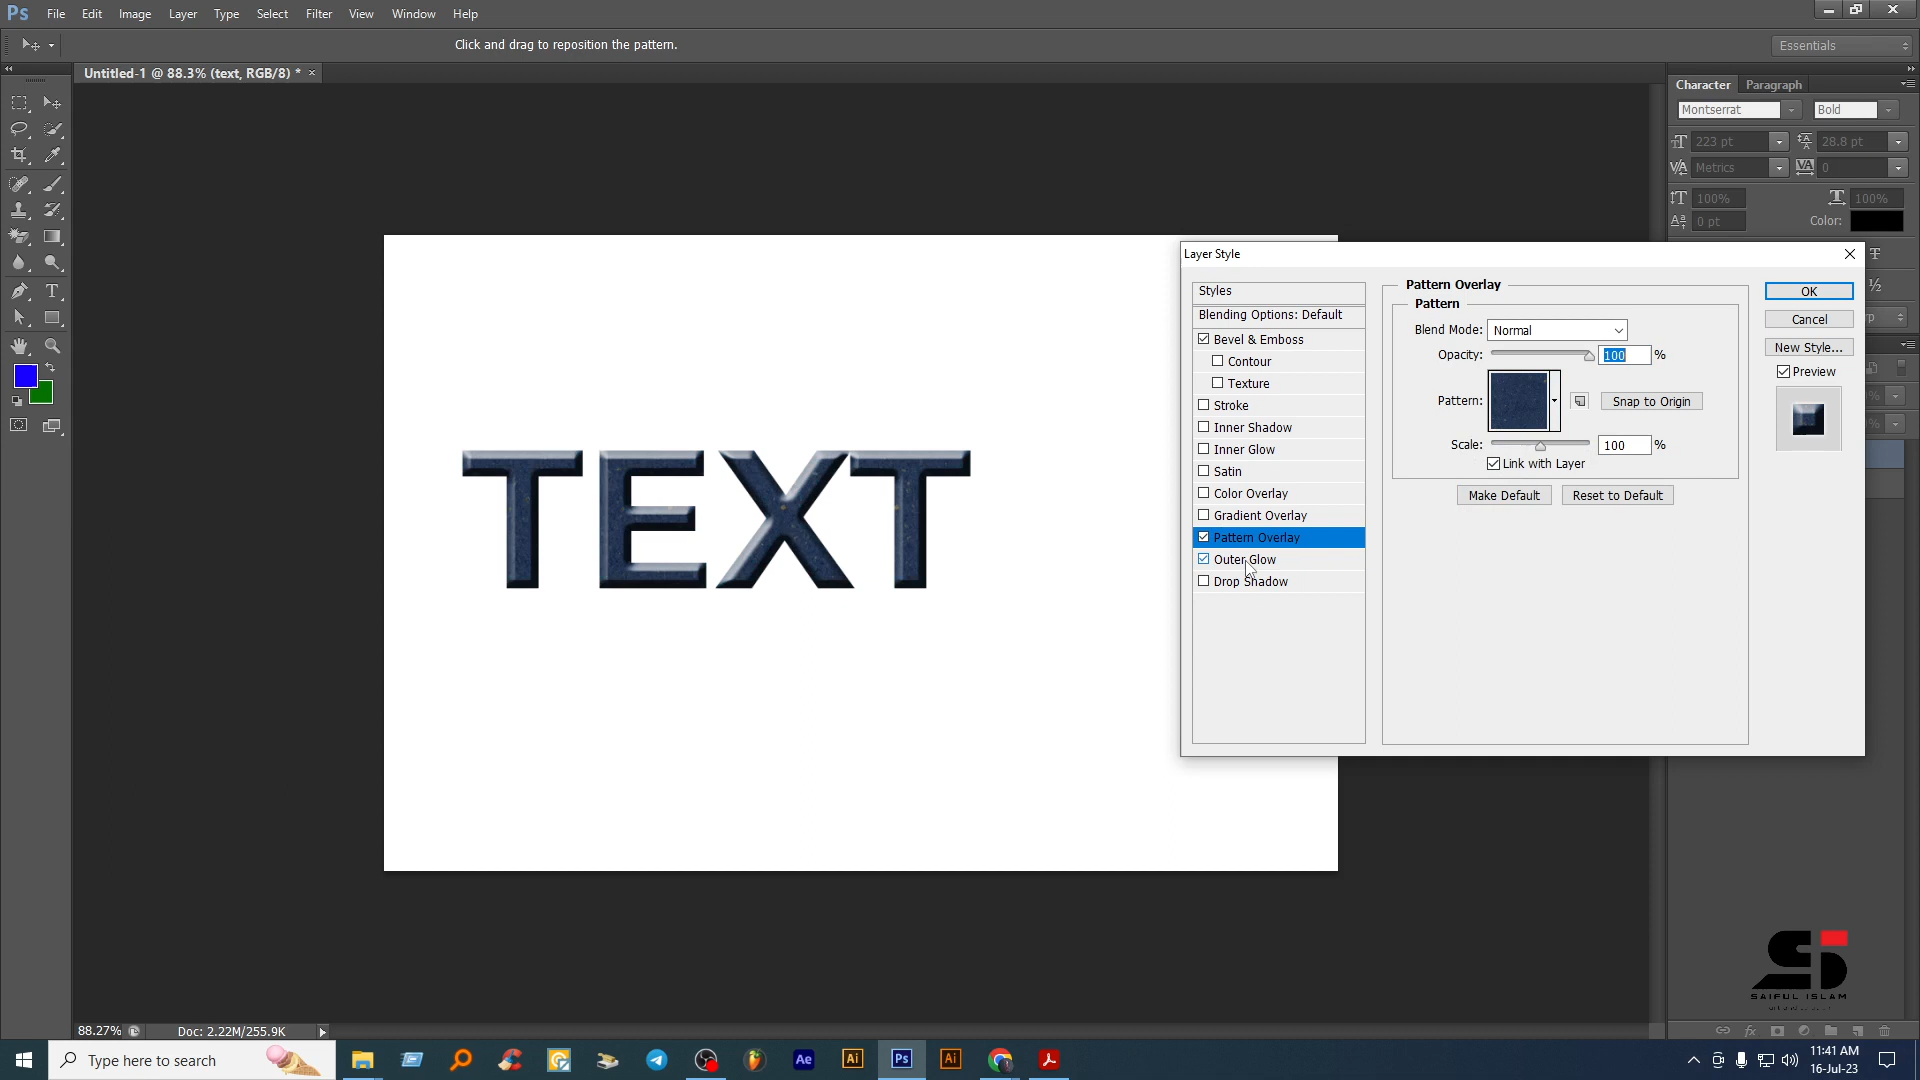 Ps File Edit Image Layer Type Select Filter View Window Help
Click and drag to reposition the pattern.
Essentials
Untitled-1 @ 88.3% (text, RGB/8) * ×
Character Paragraph
Montserrat Bold
223 pt 28.8 pt
Metrics 0
100% 100%
0 pt Color:
Layer Style
Styles
Blending Options: Default
Bevel & Emboss
Contour
Texture
Stroke
Inner Shadow
Inner Glow
Satin
Color Overlay
Gradient Overlay
Pattern Overlay
Outer Glow
Drop Shadow
Pattern Overlay
Pattern
Blend Mode: Normal
Opacity: 100 %
Pattern: Snap to Origin
Scale: 100 %
Link with Layer
Make Default Reset to Default
OK
Cancel
New Style...
Preview
TEXT
SAIFUL ISLAM
88.27% Doc: 2.22M/255.9K
Type here to search
Ae Ai Ps Ai
11:41 AM
16-Jul-23